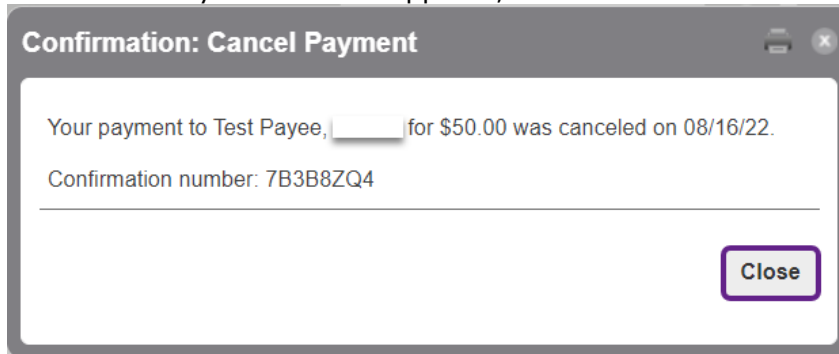 Confirmation: Cancel Payment
Your payment to Test Payee, for $50.00 was canceled on 08/16/22.
Confirmation number: 7B3B8ZQ4
Close